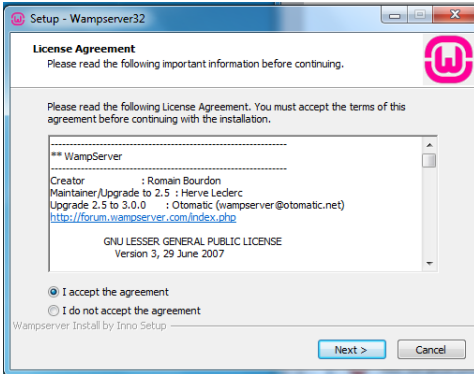 Setup - Wampserver32
License Agreement
Please read the following important information before continuing.
Please read the following License Agreement. You must accept the terms of this
agreement before continuing with the installation.
------------------------------------------------------------
** WampServer
------------------------------------------------------------
Creator : Romain Bourdon
Maintainer/Upgrade to 2.5 : Herve Leclerc
Upgrade 2.5 to 3.0.0 : Otomatic (wampserver@otomatic.net)
http://forum.wampserver.com/index.php
GNU LESSER GENERAL PUBLIC LICENSE
Version 3, 29 June 2007
I accept the agreement
I do not accept the agreement
Wampserver Install by Inno Setup
Next >
Cancel